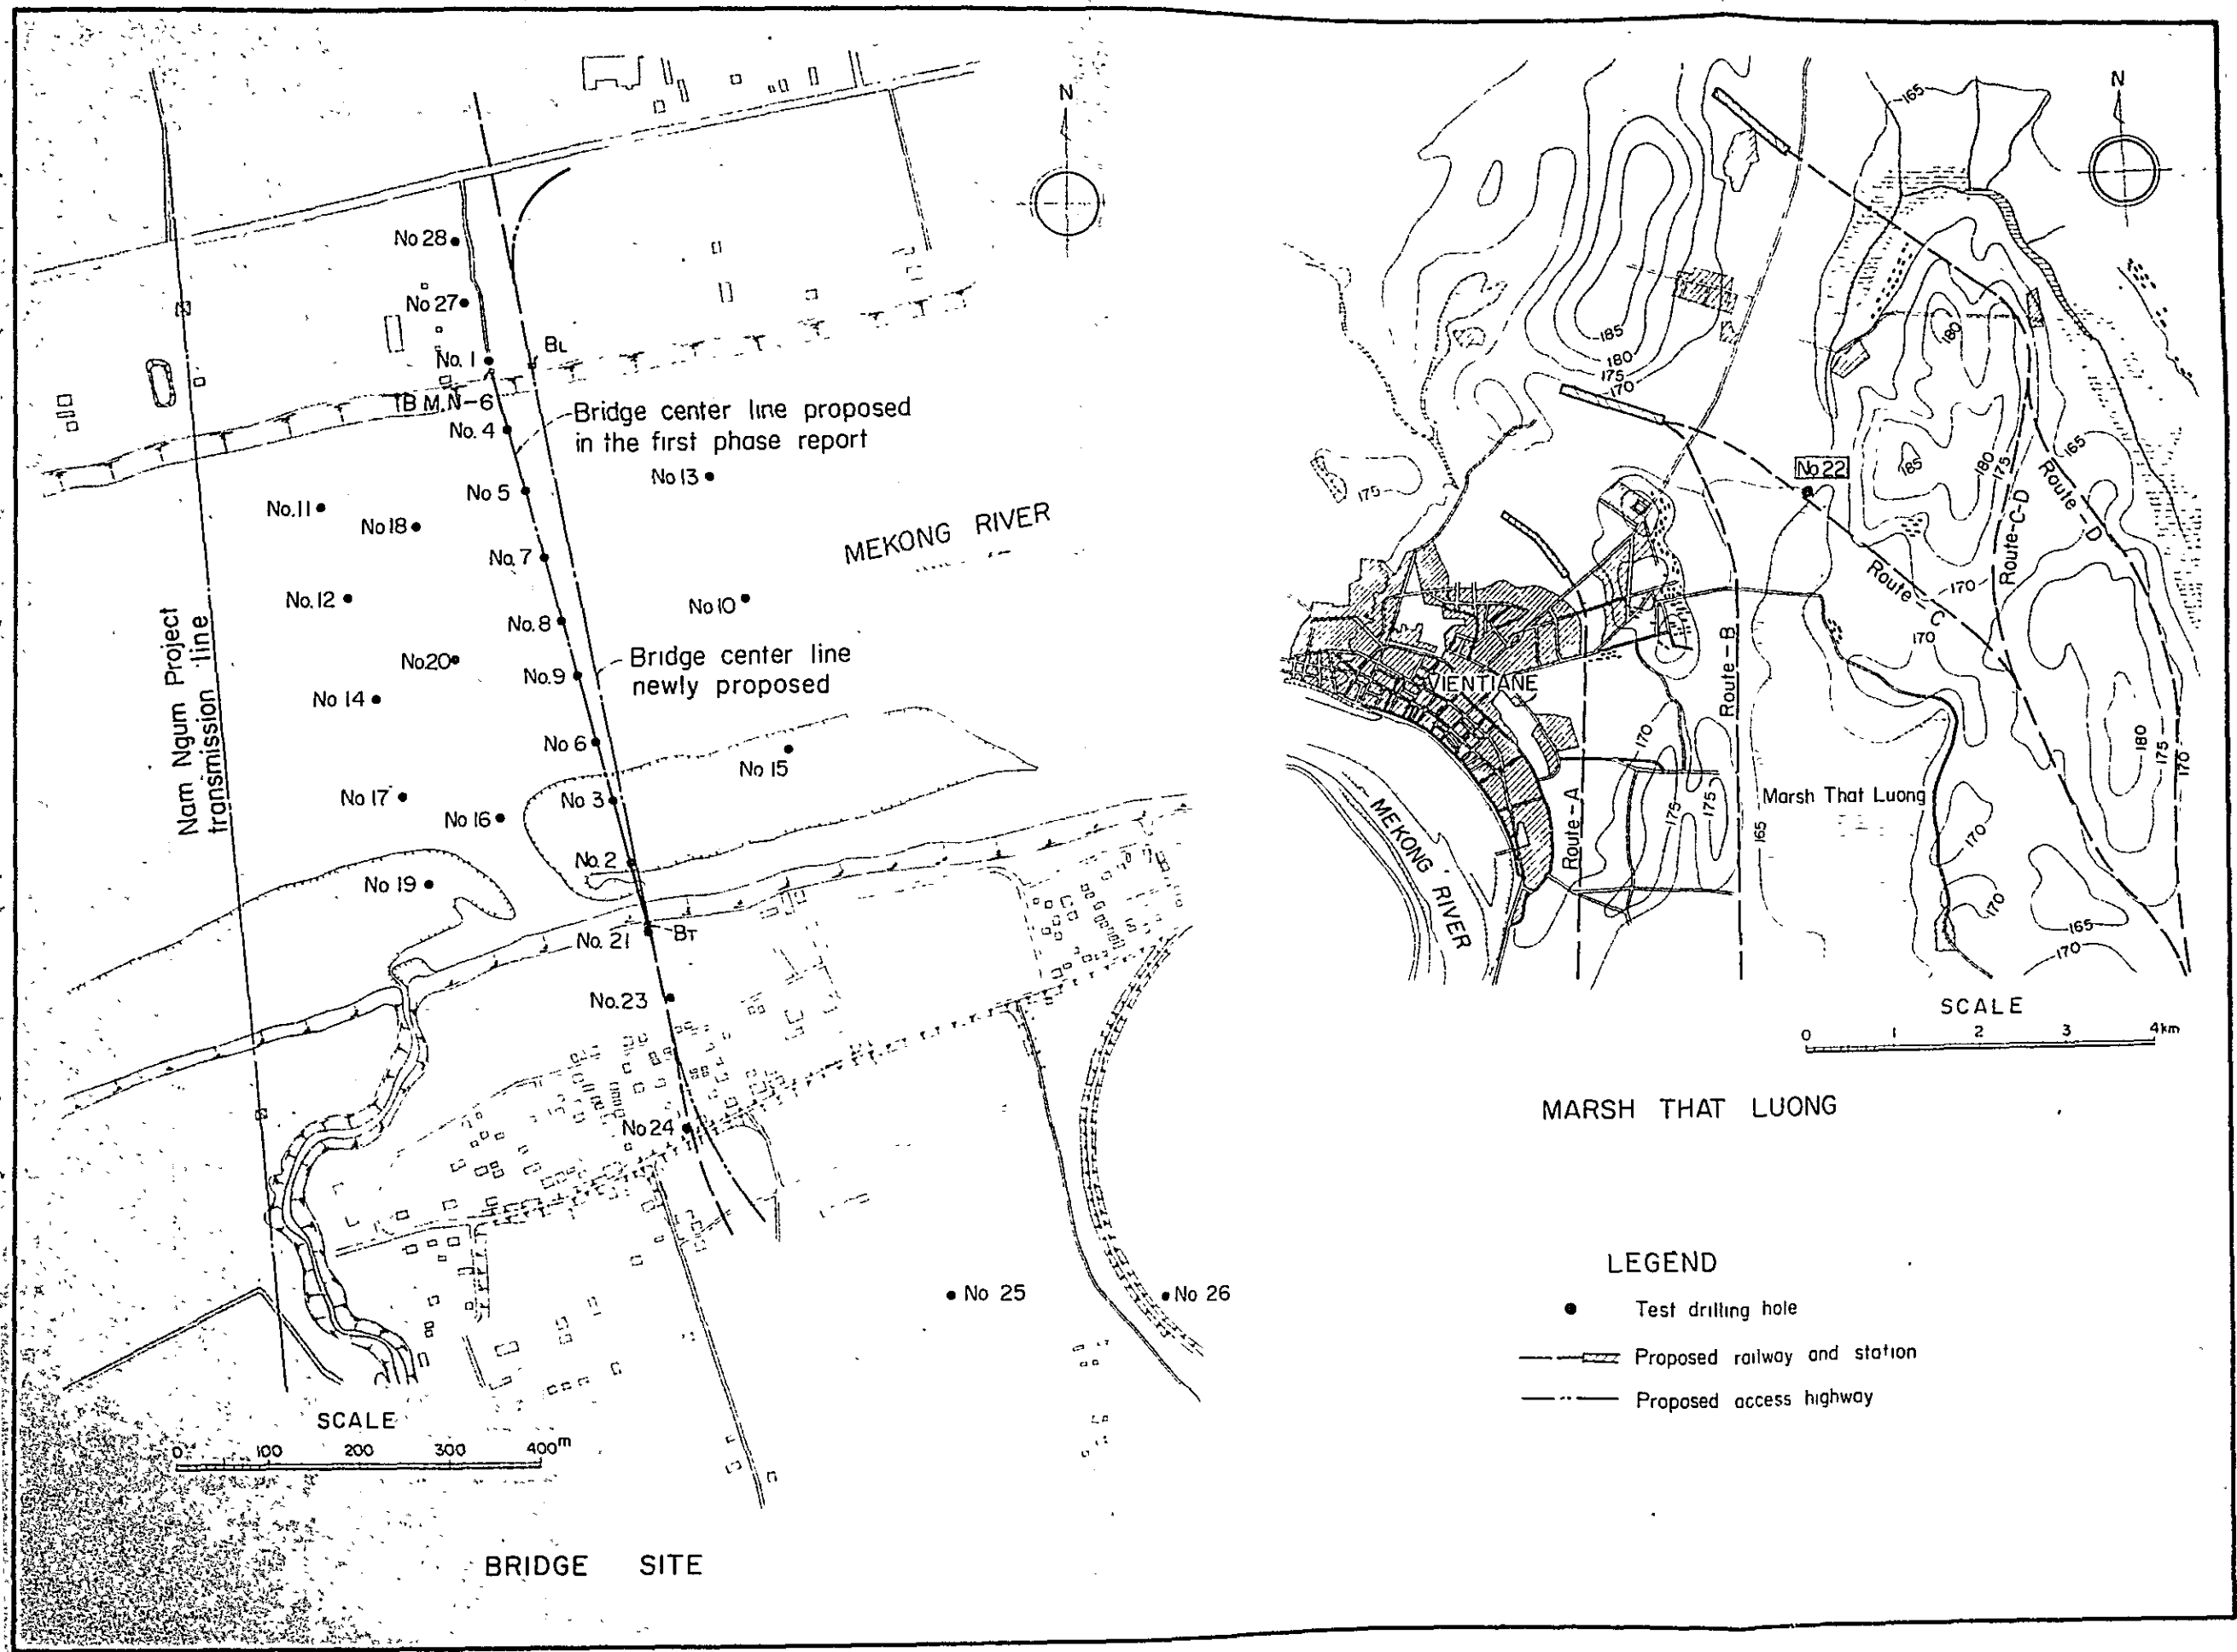 N
No 28
No 27
No. 1
BL
T.B M.N-6
No. 4
Bridge center line proposed
in the first phase report
No 13
No 5
No.11
No 18
MEKONG RIVER
No. 7
No. 12
No 10
No. 8
Nam Ngum Project
transmission line
No.20
Bridge center line
newly proposed
No.9
No 14
No 6
No 15
No 17
No 3
No 16
No. 2
No 19
No. 21
BT
No.23
No 24
No 25
No 26
SCALE
0 100 200 300 400m
BRIDGE SITE
N
165
185
180
175
170
180
No 22
175
185
180
175
165
Route-C-D
Route - D
Route - C
170
170
VIENTIANE
Route - B
170
180
175
170
MEKONG RIVER
Route - A
175
175
165
Marsh That Luong
170
170
165
170
SCALE
0 1 2 3 4km
MARSH THAT LUONG
LEGEND
Test drilling hole
Proposed railway and station
Proposed access highway